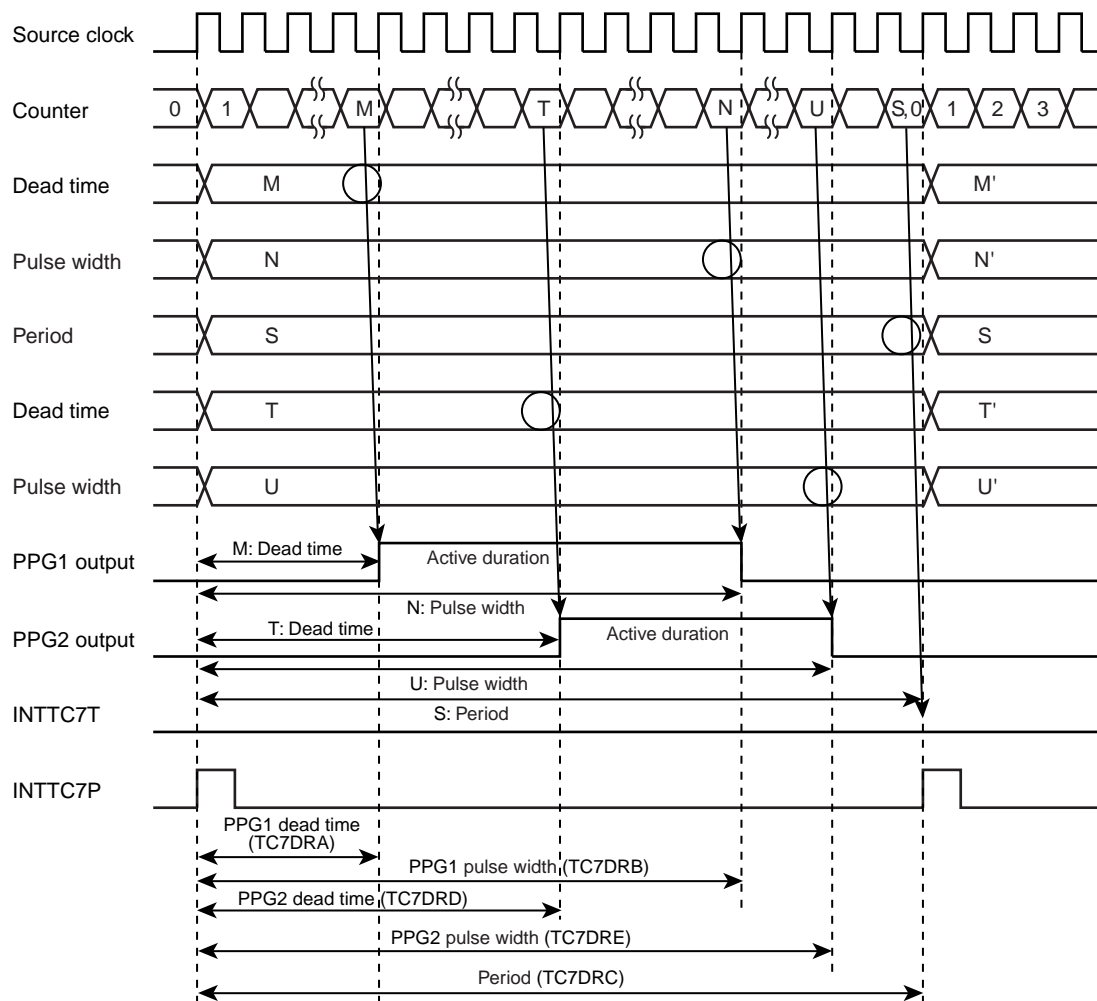 Source clock
Counter 0 1 M T N U S,0 1 2 3
Dead time M M'
Pulse width N N'
Period S S
Dead time T T'
Pulse width U U'
PPG1 output M: Dead time Active duration
N: Pulse width
PPG2 output T: Dead time Active duration
U: Pulse width
INTTC7T S: Period
INTTC7P
PPG1 dead time
(TC7DRA)
PPG1 pulse width (TC7DRB)
PPG2 dead time (TC7DRD)
PPG2 pulse width (TC7DRE)
Period (TC7DRC)